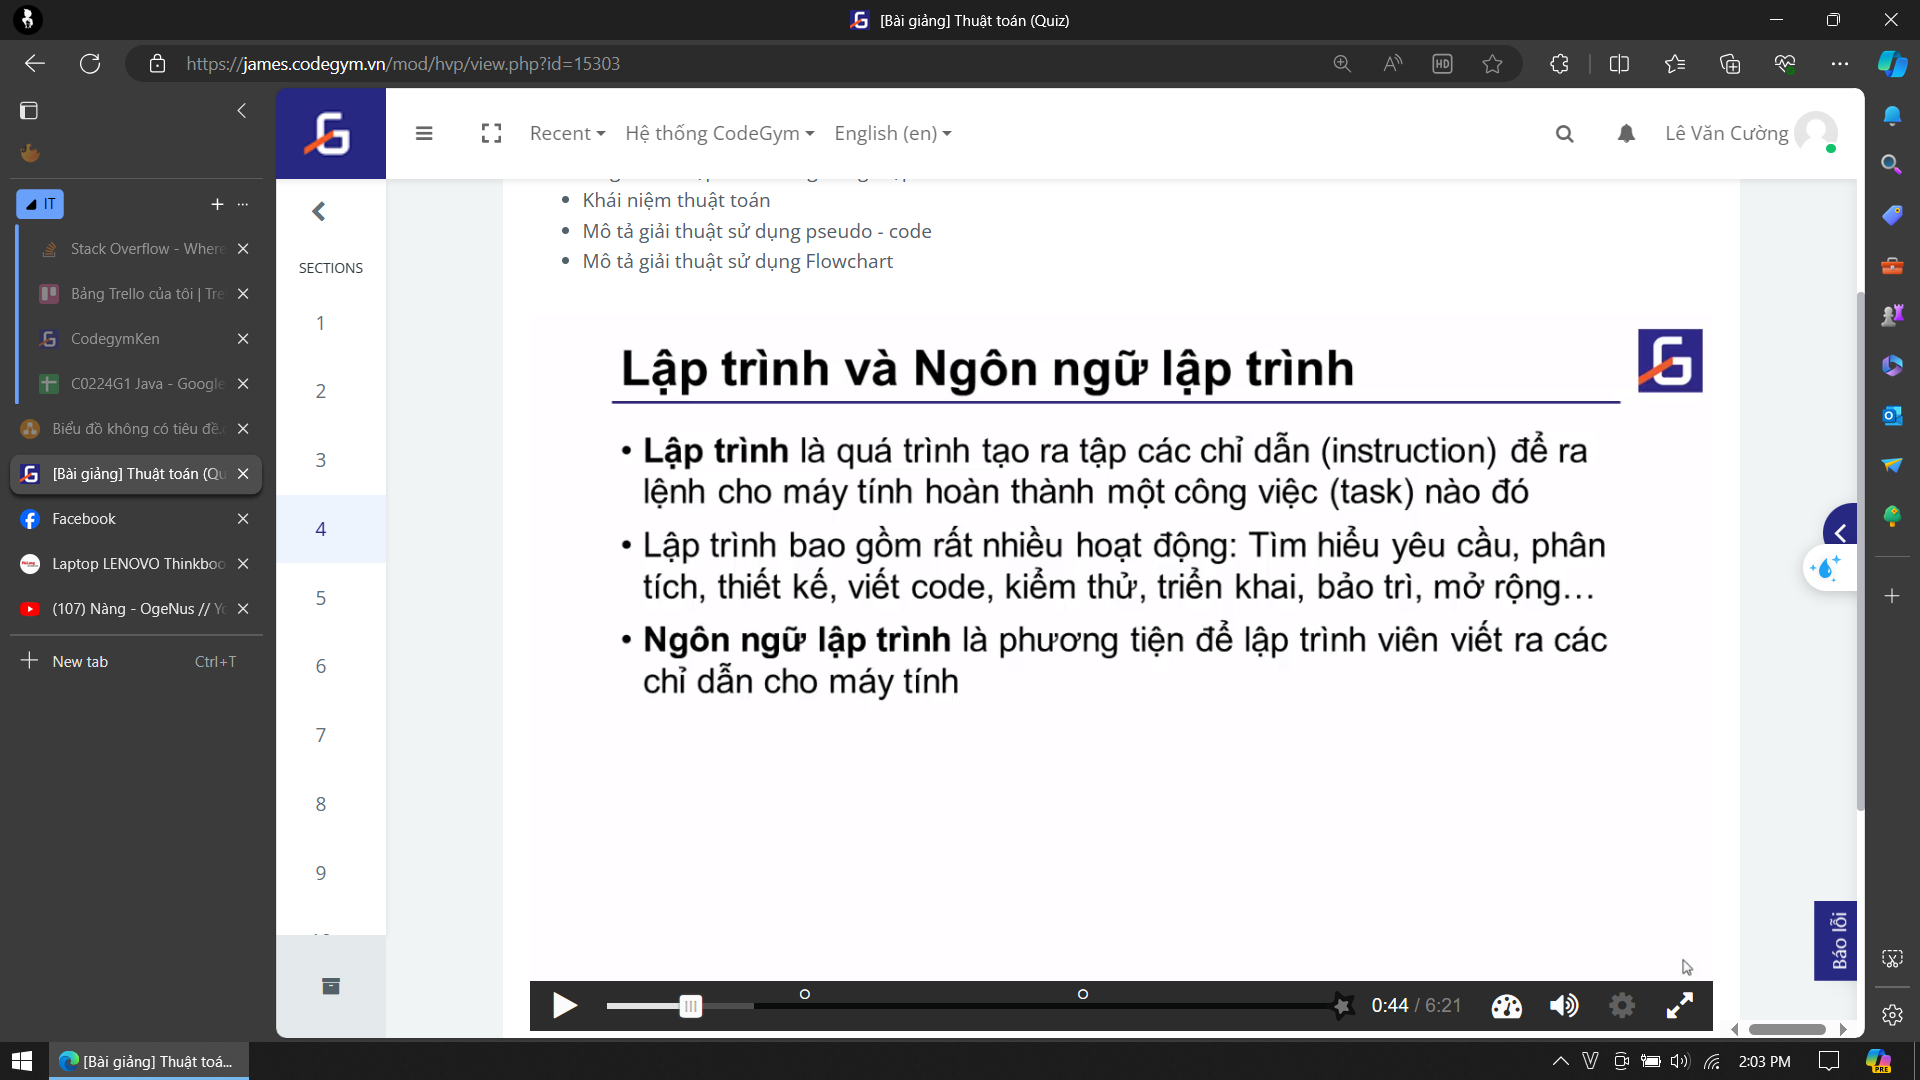 [Bài giảng] Thuật toán (Quiz)
https://james.codegym.vn/mod/hvp/view.php?id=15303
IT
Stack Overflow - Where
Bảng Trello của tôi | Tre
CodegymKen
C0224G1 Java - Google
Biểu đồ không có tiêu đề.
[Bài giảng] Thuật toán (Qu
Facebook
Laptop LENOVO Thinkboo
(107) Nàng - OgeNus // Yo
New tab Ctrl+T
Recent Hệ thống CodeGym English (en)
Lê Văn Cường
SECTIONS
1
2
3
4
5
6
7
8
9
Khái niệm thuật toán
Mô tả giải thuật sử dụng pseudo - code
Mô tả giải thuật sử dụng Flowchart
Lập trình và Ngôn ngữ lập trình
• Lập trình là quá trình tạo ra tập các chỉ dẫn (instruction) để ra
lệnh cho máy tính hoàn thành một công việc (task) nào đó
• Lập trình bao gồm rất nhiều hoạt động: Tìm hiểu yêu cầu, phân
tích, thiết kế, viết code, kiểm thử, triển khai, bảo trì, mở rộng…
• Ngôn ngữ lập trình là phương tiện để lập trình viên viết ra các
chỉ dẫn cho máy tính
0:44 / 6:21
Báo lỗi
[Bài giảng] Thuật toá...
2:03 PM